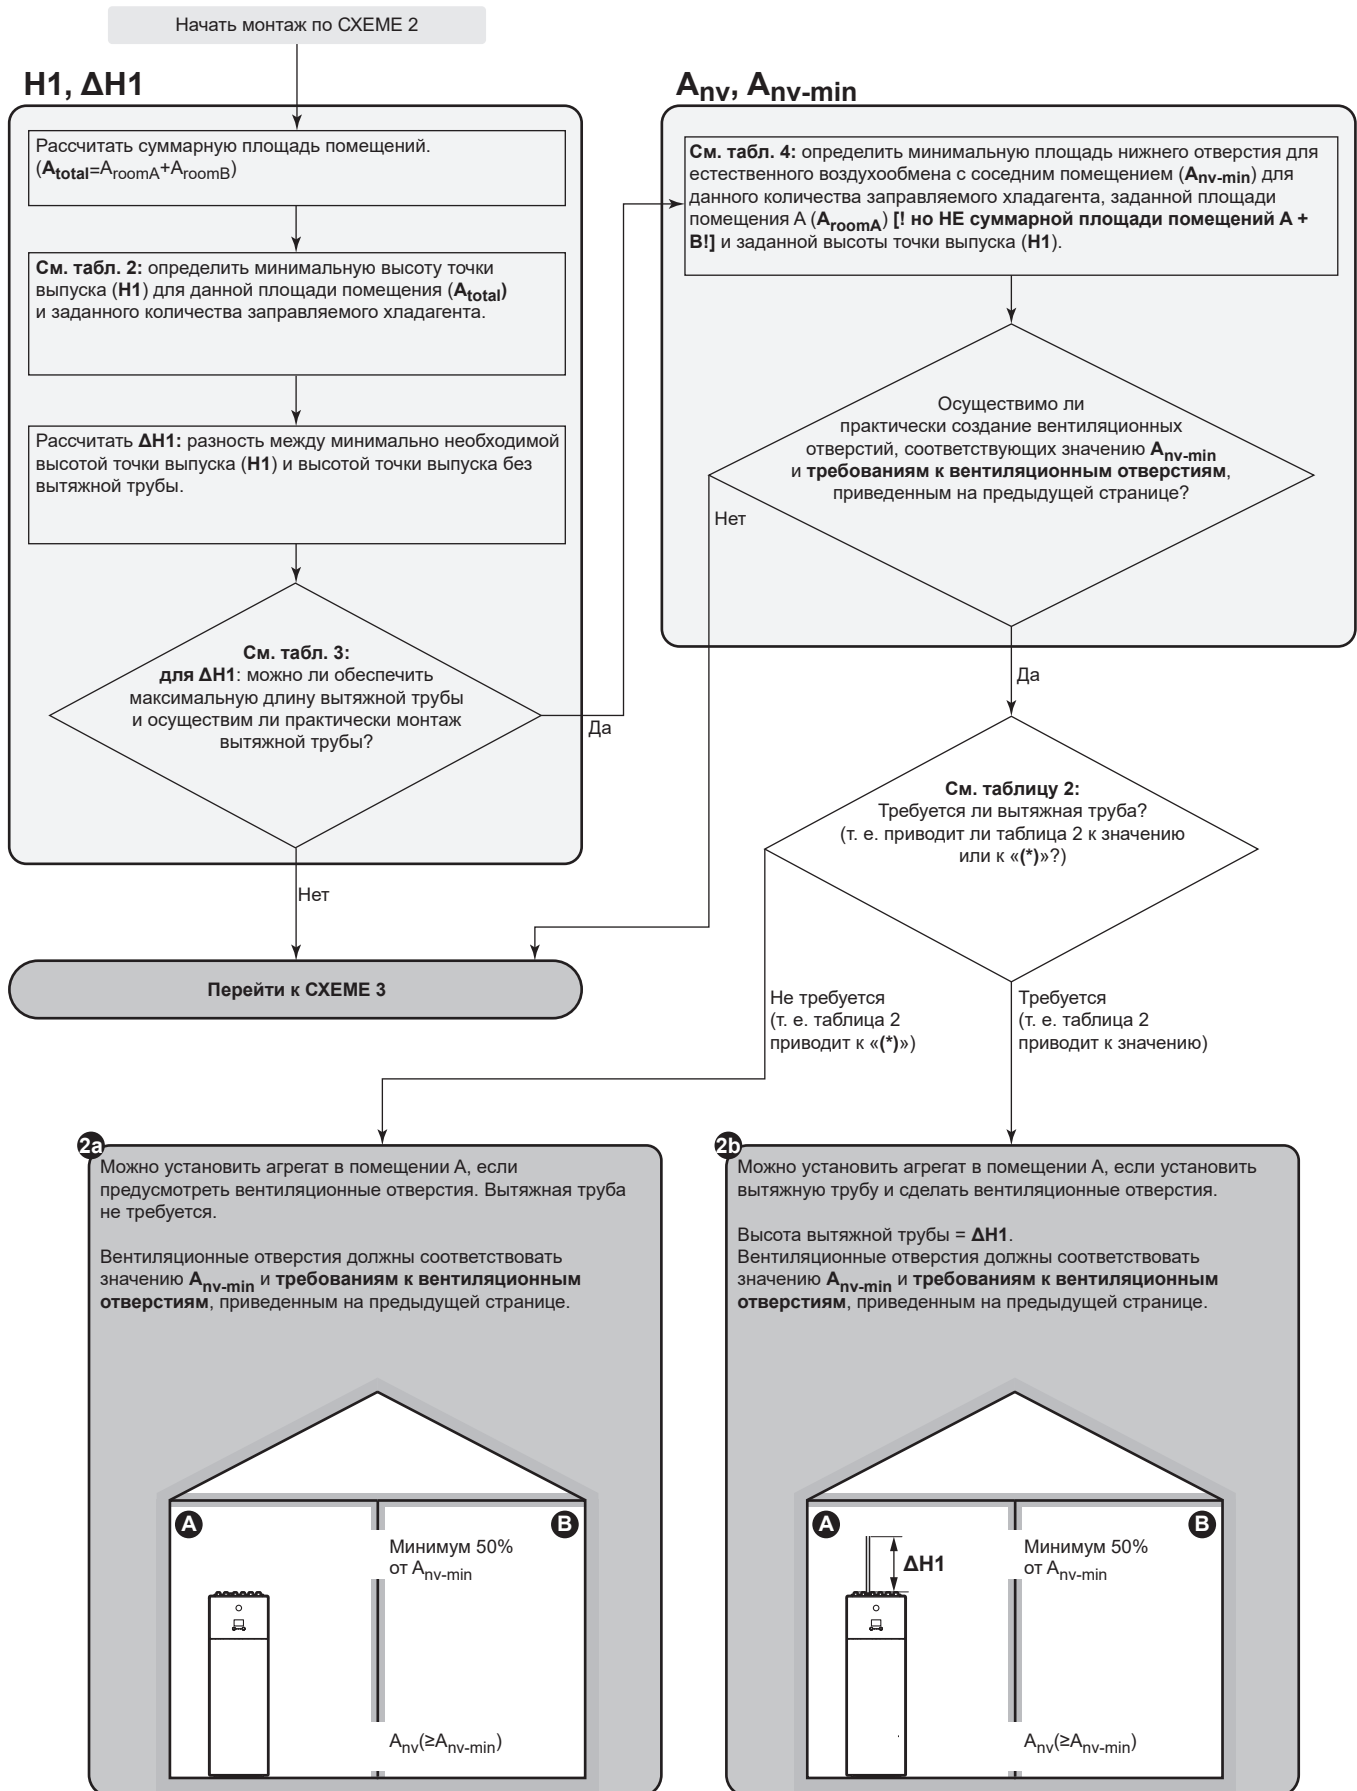 Начать монтаж по СХЕМЕ 2
H1, ΔH1
Рассчитать суммарную площадь помещений.
(Atotal=AroomA+AroomB)
См. табл. 2: определить минимальную высоту точки
выпуска (H1) для данной площади помещения (Atotal)
и заданного количества заправляемого хладагента.
Рассчитать ΔH1: разность между минимально необходимой
высотой точки выпуска (H1) и высотой точки выпуска без
вытяжной трубы.
См. табл. 3:
для ΔH1: можно ли обеспечить
максимальную длину вытяжной трубы
и осуществим ли практически монтаж
вытяжной трубы?
Да
Нет
Перейти к СХЕМЕ 3
Anv, Anv-min
См. табл. 4: определить минимальную площадь нижнего отверстия для
естественного воздухообмена с соседним помещением (Anv-min) для
данного количества заправляемого хладагента, заданной площади
помещения A (AroomA) [! но НЕ суммарной площади помещений A +
B!] и заданной высоты точки выпуска (H1).
Осуществимо ли
практически создание вентиляционных
отверстий, соответствующих значению Anv-min
и требованиям к вентиляционным отверстиям,
приведенным на предыдущей странице?
Нет
Да
См. таблицу 2:
Требуется ли вытяжная труба?
(т. е. приводит ли таблица 2 к значению
или к «(*)»?)
Не требуется
(т. е. таблица 2
приводит к «(*)»)
Требуется
(т. е. таблица 2
приводит к значению)
2a
Можно установить агрегат в помещении A, если
предусмотреть вентиляционные отверстия. Вытяжная труба
не требуется.
Вентиляционные отверстия должны соответствовать
значению Anv-min и требованиям к вентиляционным
отверстиям, приведенным на предыдущей странице.
A
B
Минимум 50%
от Anv-min
Anv(≥Anv-min)
2b
Можно установить агрегат в помещении A, если установить
вытяжную трубу и сделать вентиляционные отверстия.
Высота вытяжной трубы = ΔH1.
Вентиляционные отверстия должны соответствовать
значению Anv-min и требованиям к вентиляционным
отверстиям, приведенным на предыдущей странице.
A
B
ΔH1
Минимум 50%
от Anv-min
Anv(≥Anv-min)